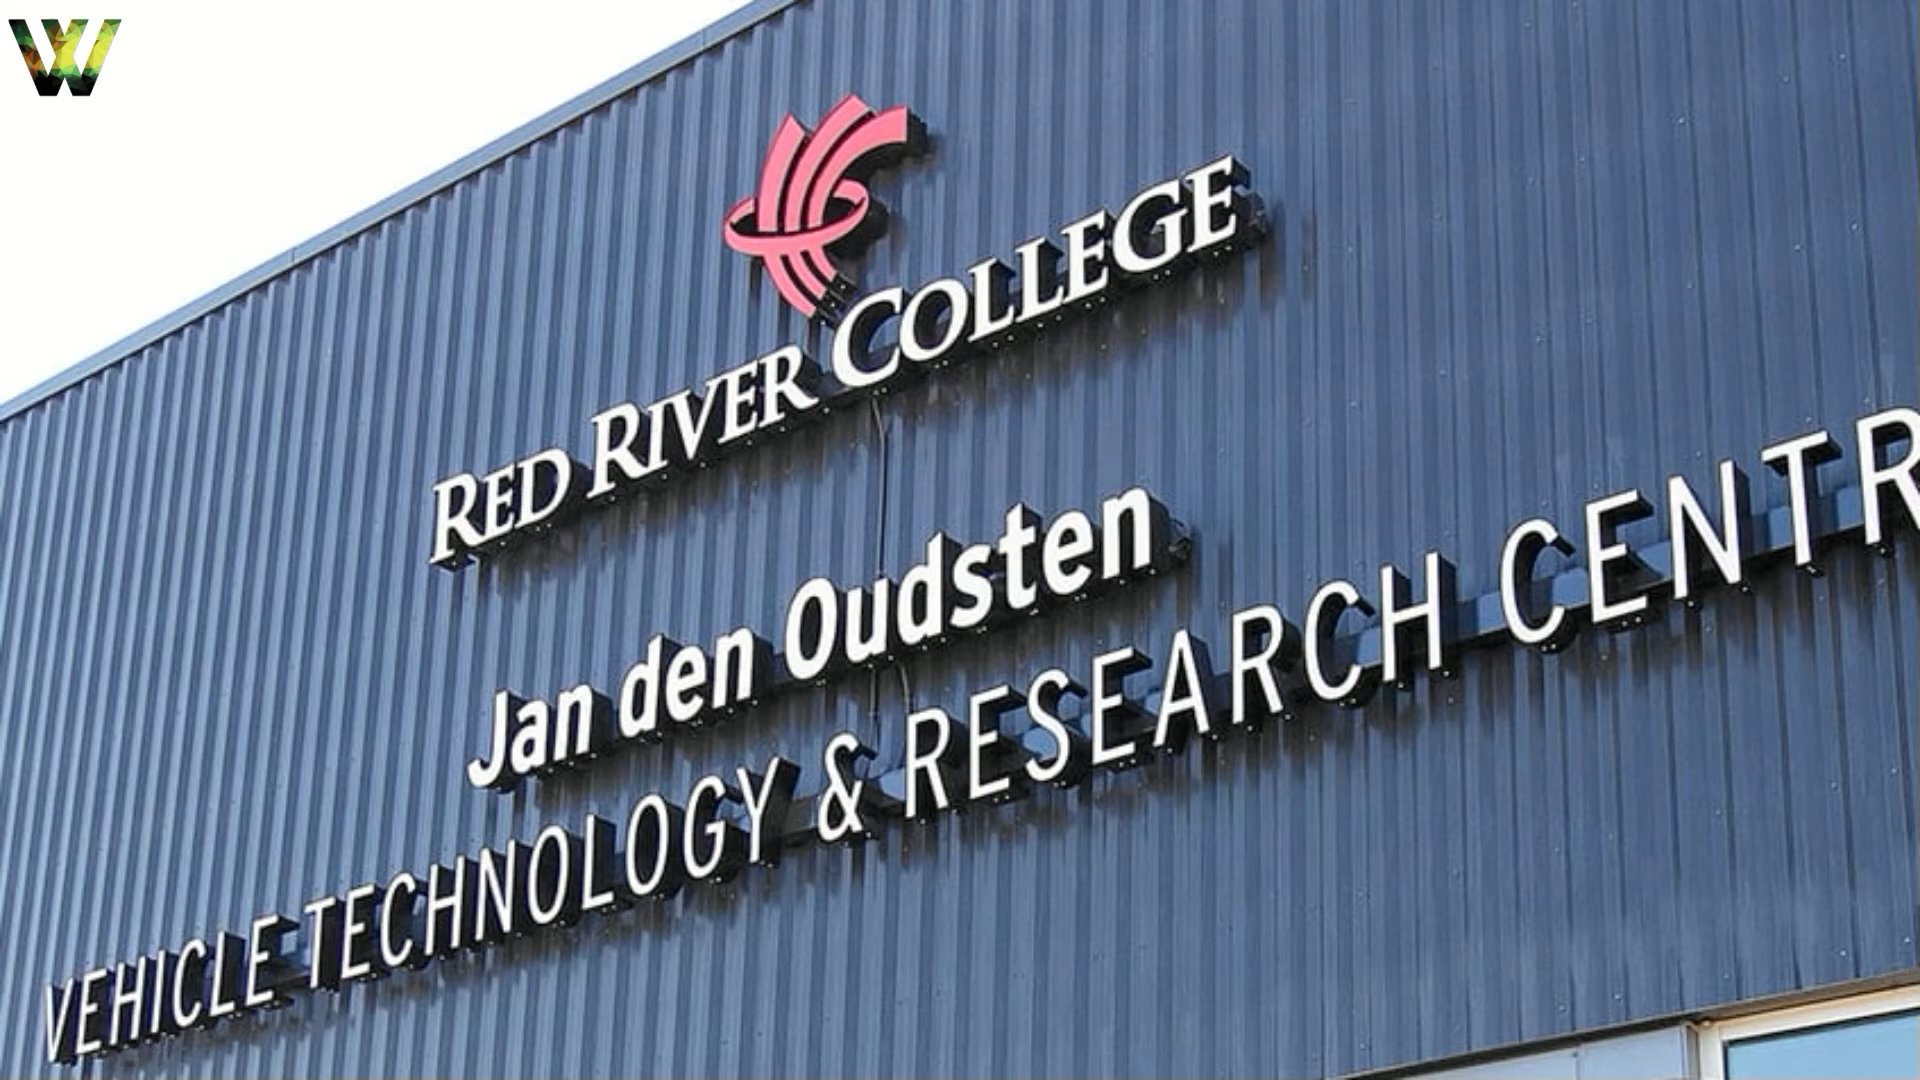 W
RED RIVER COLLEGE
Jan den Oudsten
VEHICLE TECHNOLOGY & RESEARCH CENTR